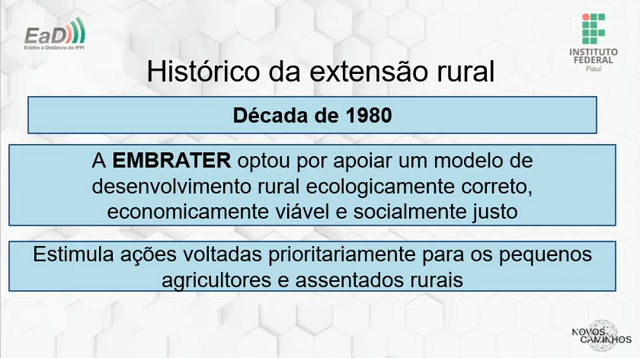 EaD
Ensino a Distância do IFPI
INSTITUTO
FEDERAL
Piauí
Histórico da extensão rural
Década de 1980
A EMBRATER optou por apoiar um modelo de
desenvolvimento rural ecologicamente correto,
economicamente viável e socialmente justo
Estimula ações voltadas prioritariamente para os pequenos
agricultores e assentados rurais
NOVOS
CAMINHOS